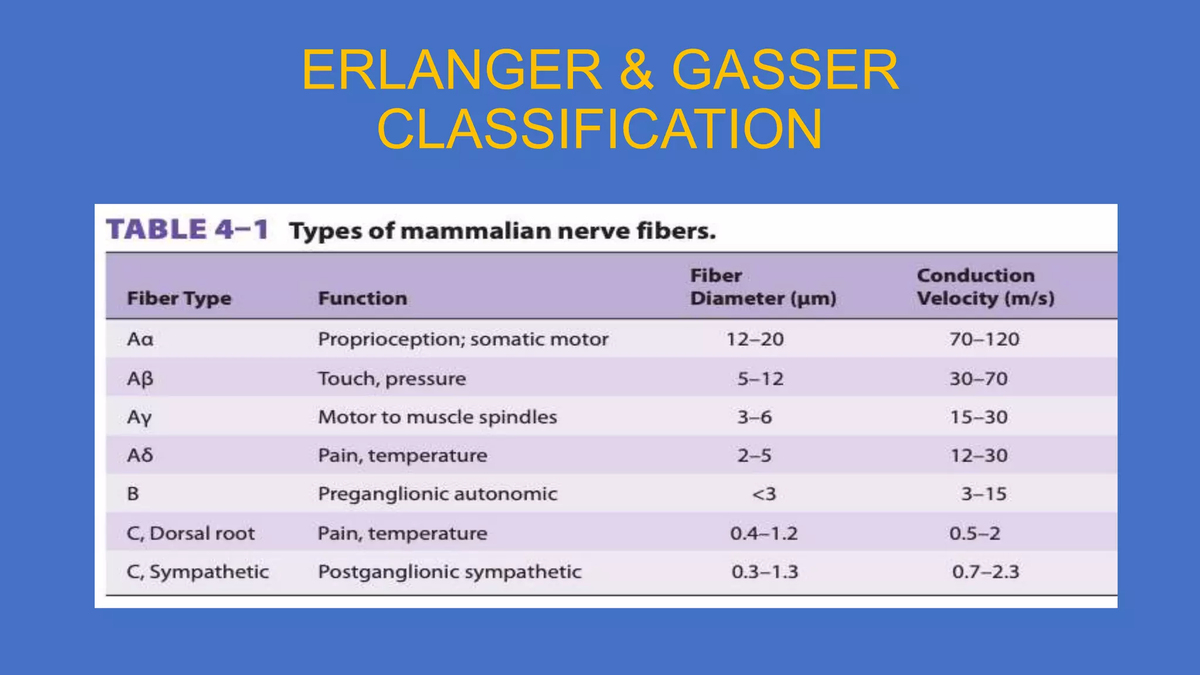 ERLANGER & GASSER
CLASSIFICATION
TABLE 4–1 Types of mammalian nerve fibers.
Fiber Type Function Fiber Diameter (μm) Conduction Velocity (m/s)
Aα Proprioception; somatic motor 12–20 70–120
Aβ Touch, pressure 5–12 30–70
Aγ Motor to muscle spindles 3–6 15–30
Aδ Pain, temperature 2–5 12–30
B Preganglionic autonomic <3 3–15
C, Dorsal root Pain, temperature 0.4–1.2 0.5–2
C, Sympathetic Postganglionic sympathetic 0.3–1.3 0.7–2.3